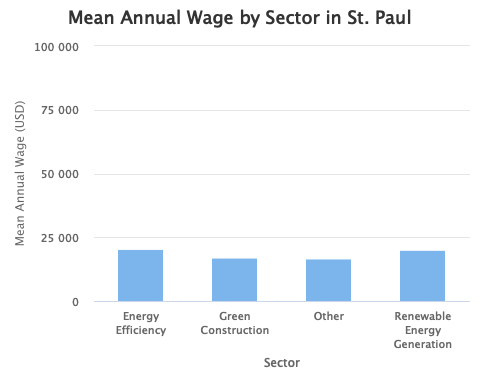 Mean Annual Wage by Sector in St. Paul
100 000
75 000
50 000
25 000
0
Mean Annual Wage (USD)
Energy
Efficiency
Green
Construction
Other
Renewable
Energy
Generation
Sector